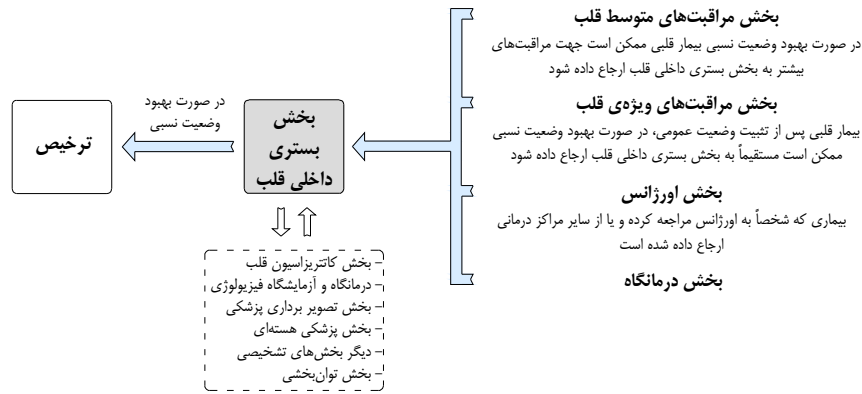 بخش مراقبت‌های متوسط قلب
در صورت بهبود وضعیت نسبی بیمار قلبی ممکن است جهت مراقبت‌های
بیشتر به بخش بستری داخلی قلب ارجاع داده شود
بخش مراقبت‌های ویژه‌ی قلب
بیمار قلبی پس از تثبیت وضعیت عمومی، در صورت بهبود وضعیت نسبی
ممکن است مستقیماً به بخش بستری داخلی قلب ارجاع داده شود
بخش اورژانس
بیماری که شخصاً به اورژانس مراجعه کرده و یا از سایر مراکز درمانی
ارجاع داده شده است
بخش درمانگاه
بخش
بستری
داخلی قلب
در صورت بهبود
وضعیت نسبی
ترخیص
- بخش کاتتریزاسیون قلب
- درمانگاه و آزمایشگاه فیزیولوژی
- بخش تصویر برداری پزشکی
- بخش پزشکی هسته‌ای
- دیگر بخش‌های تشخیصی
- بخش توان‌بخشی